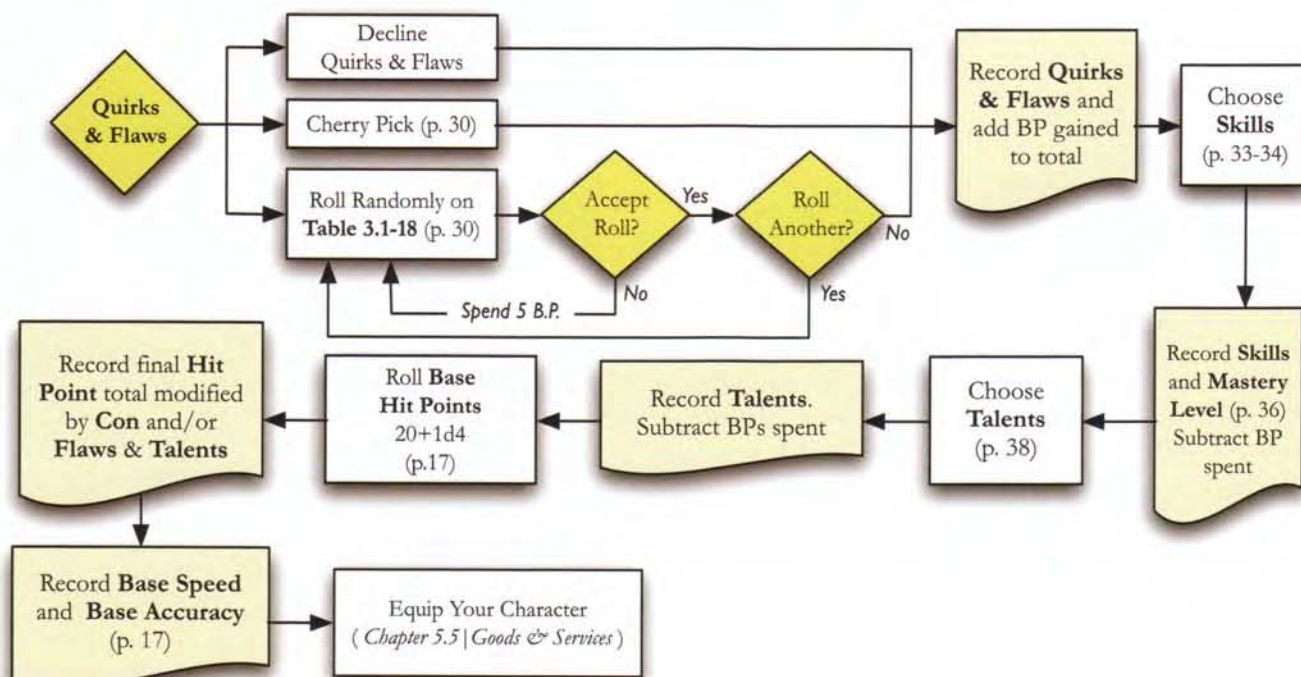 Quirks
& Flaws
Decline
Quirks & Flaws
Cherry Pick (p. 30)
Roll Randomly on
Table 3.1-18 (p. 30)
Accept
Roll?
Yes
No
Spend 5 B.P.
Roll
Another?
No
Yes
Record Quirks
& Flaws and
add BP gained
to total
Choose
Skills
(p. 33-34)
Record Skills
and Mastery
Level (p. 36)
Subtract BP
spent
Choose
Talents
(p. 38)
Record Talents.
Subtract BPs spent
Roll Base
Hit Points
20+1d4
(p.17)
Record final Hit
Point total modified
by Con and/or
Flaws & Talents
Record Base Speed
and Base Accuracy
(p. 17)
Equip Your Character
( Chapter 5.5 | Goods & Services )